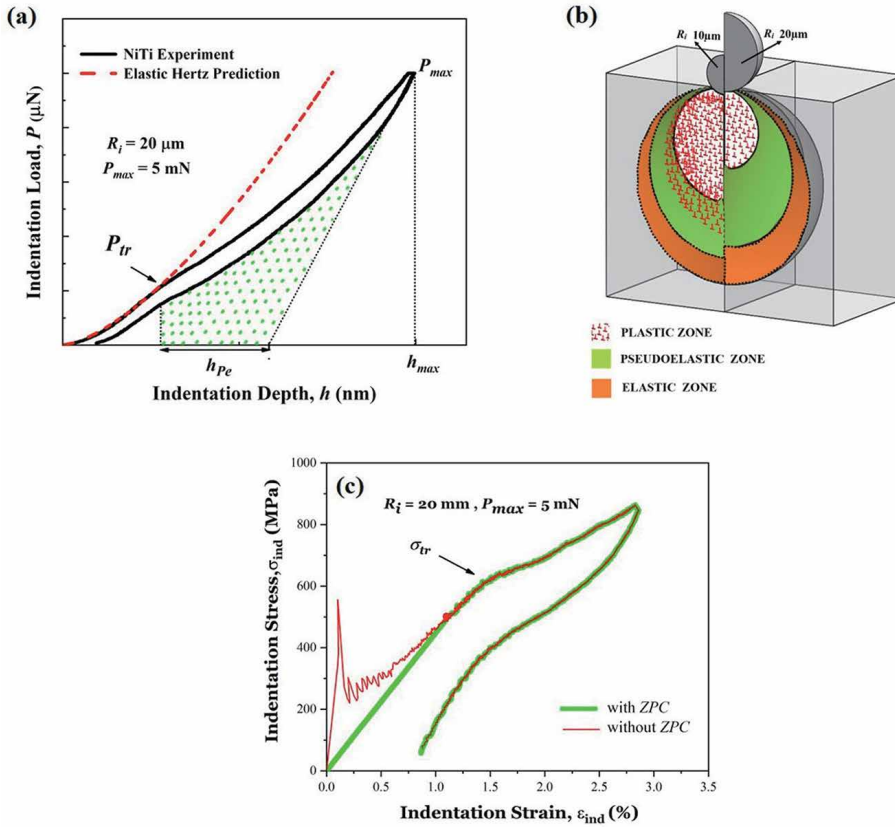 (a)
NiTi Experiment
Elastic Hertz Prediction
R_i = 20 μm
P_max = 5 mN
P_max
P_tr
h_Pe
h_max
Indentation Load, P (μN)
Indentation Depth, h (nm)
(b)
R_i 10μm
R_i 20μm
PLASTIC ZONE
PSEUDOELASTIC ZONE
ELASTIC ZONE
(c)
R_i = 20 mm , P_max = 5 mN
σ_tr
with ZPC
without ZPC
Indentation Stress,σ_ind (MPa)
1000
800
600
400
200
0
0.0 0.5 1.0 1.5 2.0 2.5 3.0 3.5
Indentation Strain, ε_ind (%)